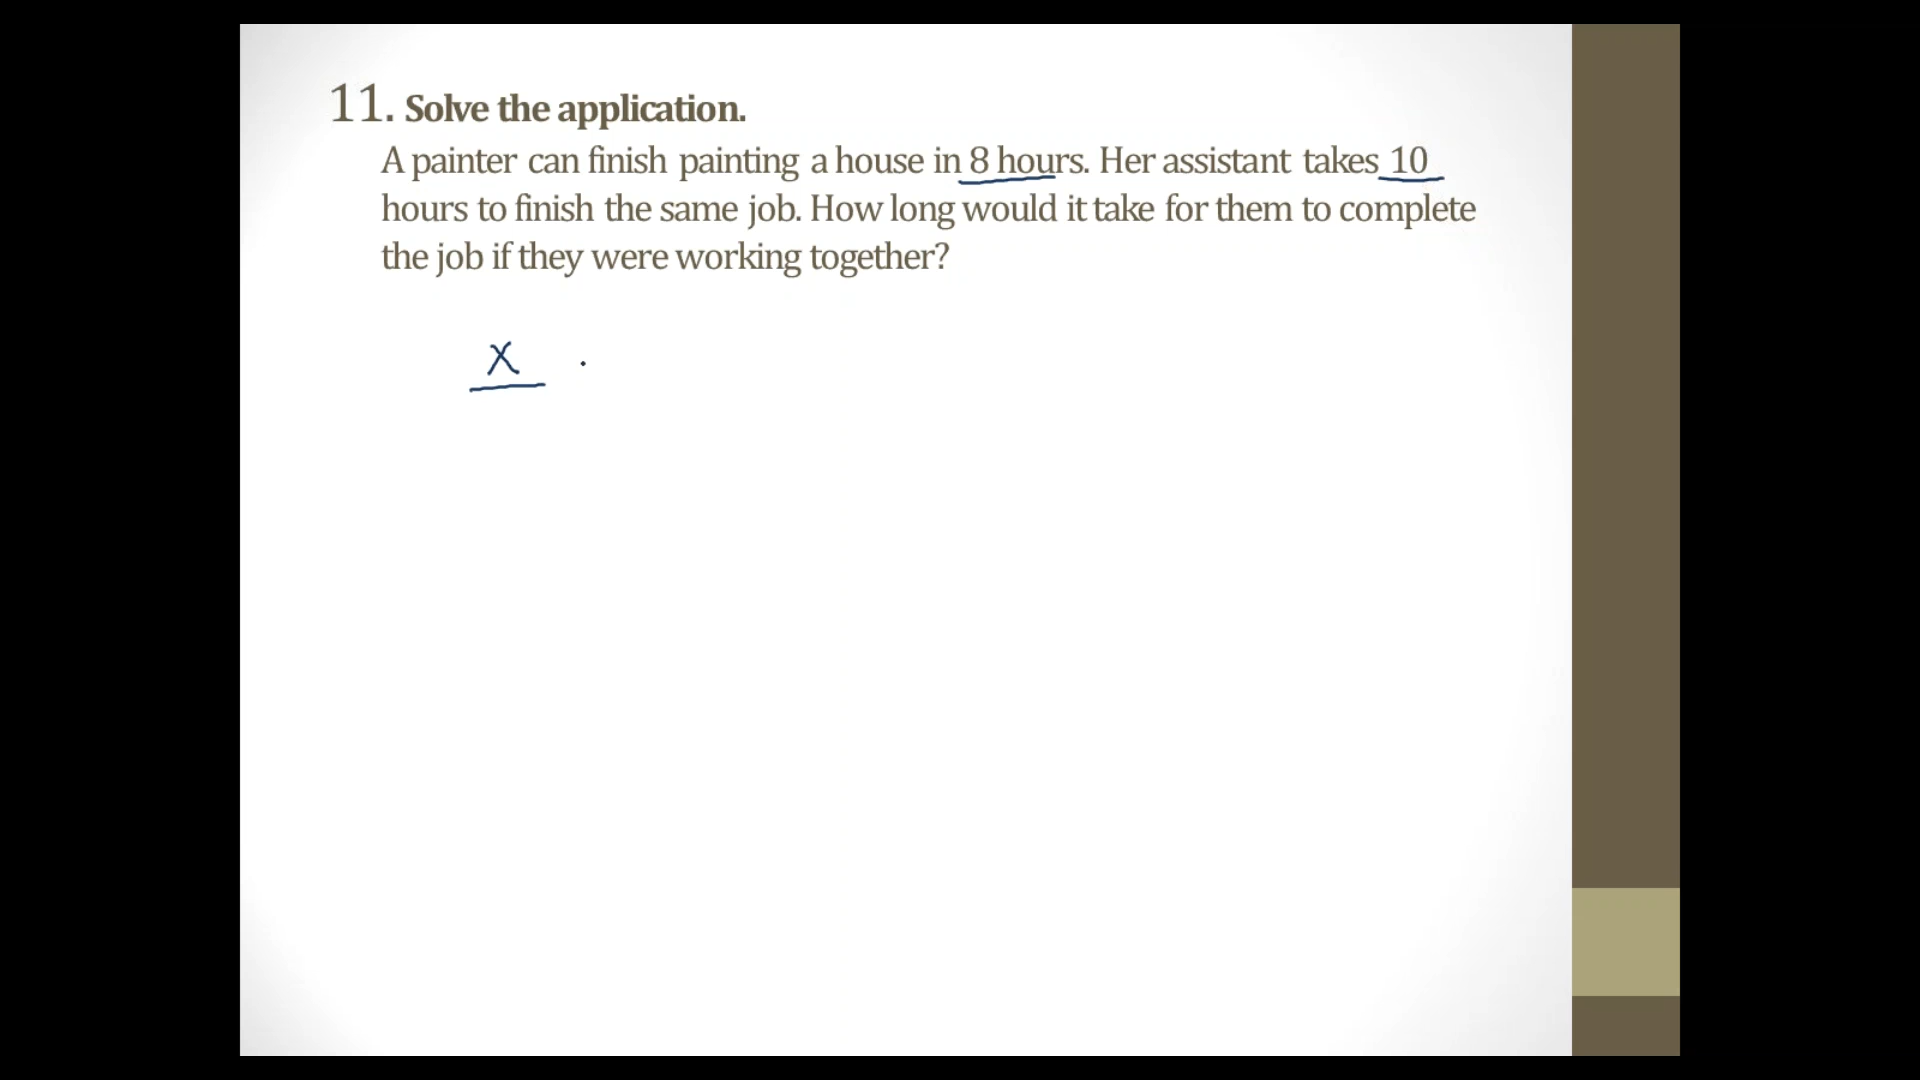 11. Solve the application.
A painter can finish painting a house in 8 hours. Her assistant takes 10
hours to finish the same job. How long would it take for them to complete
the job if they were working together?
x